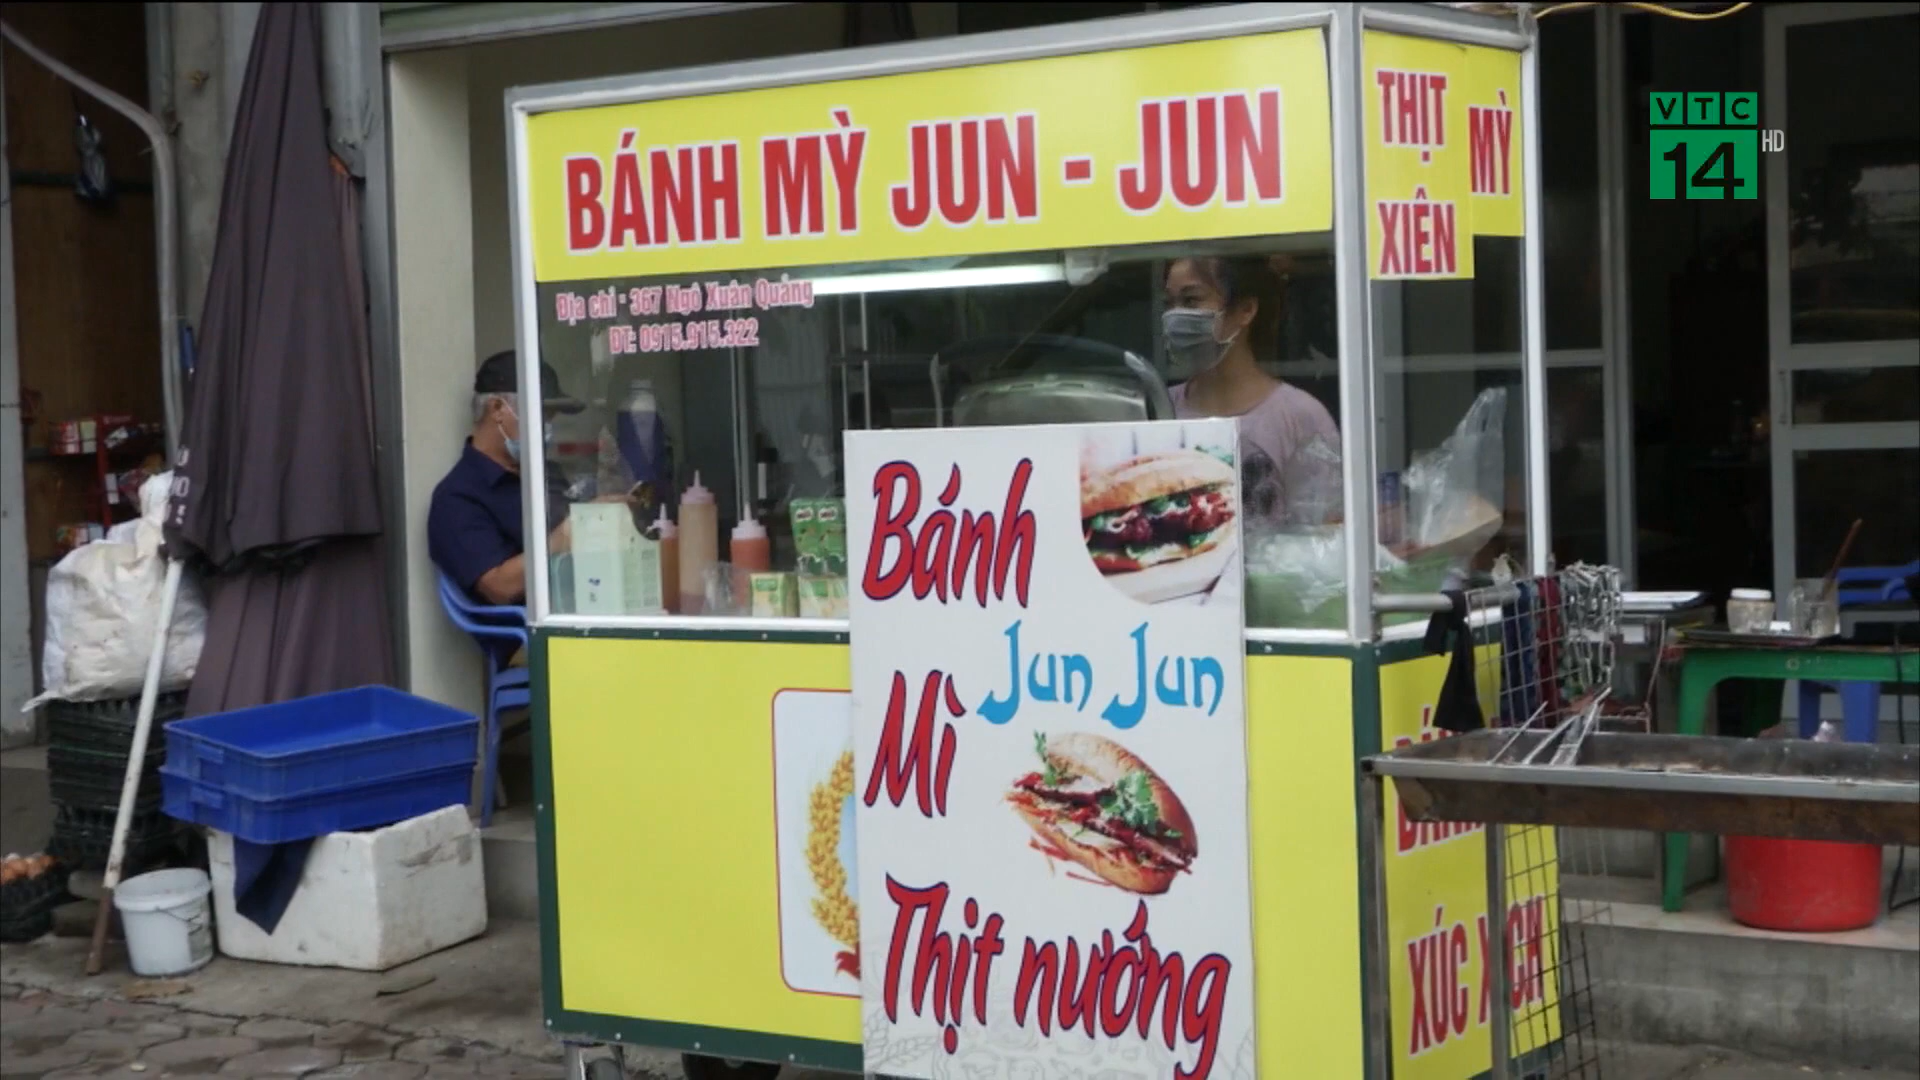 BÁNH MỲ JUN - JUN
THỊT
XIÊN
MỲ
Địa chỉ - 367 Ngô Xuân Quảng
ĐT: 0915.915.322
VTC
14 HD
Bánh
Mì
Jun Jun
Thịt nướng
XÚC